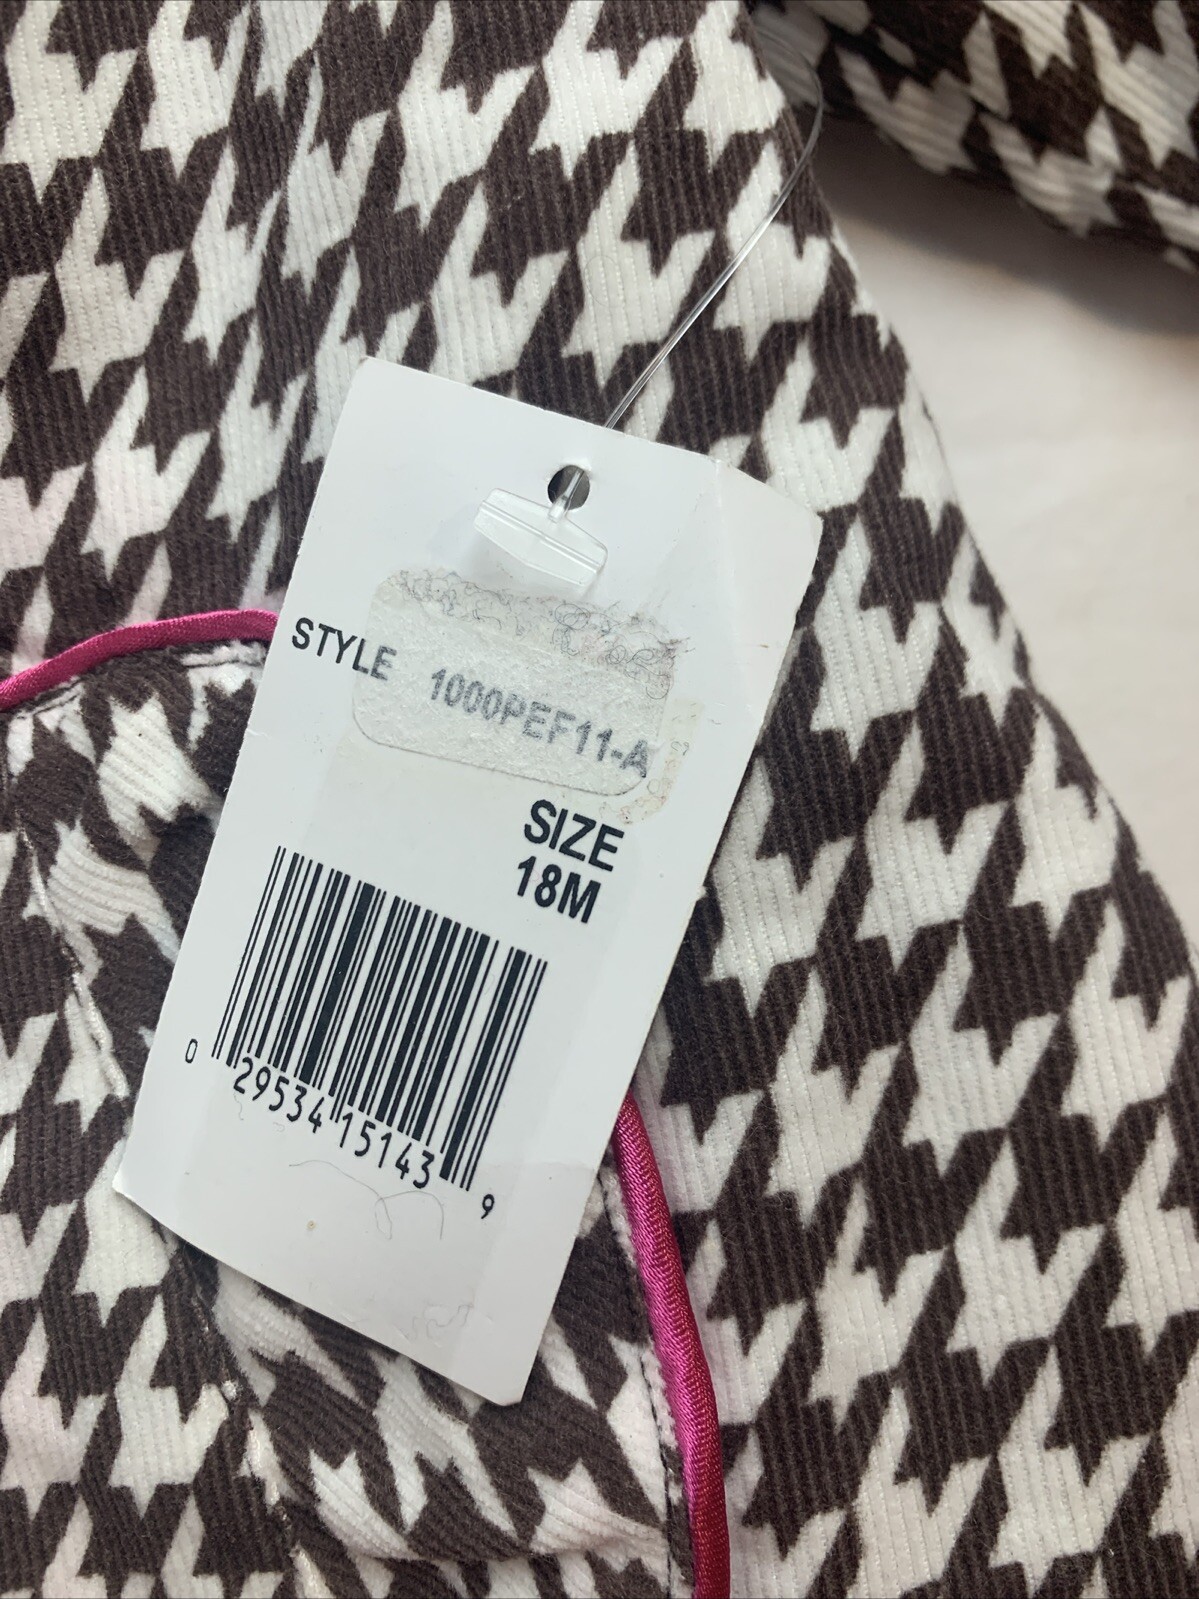 STYLE 1000PEF11-A
SIZE
18M
0 29534 15143 9